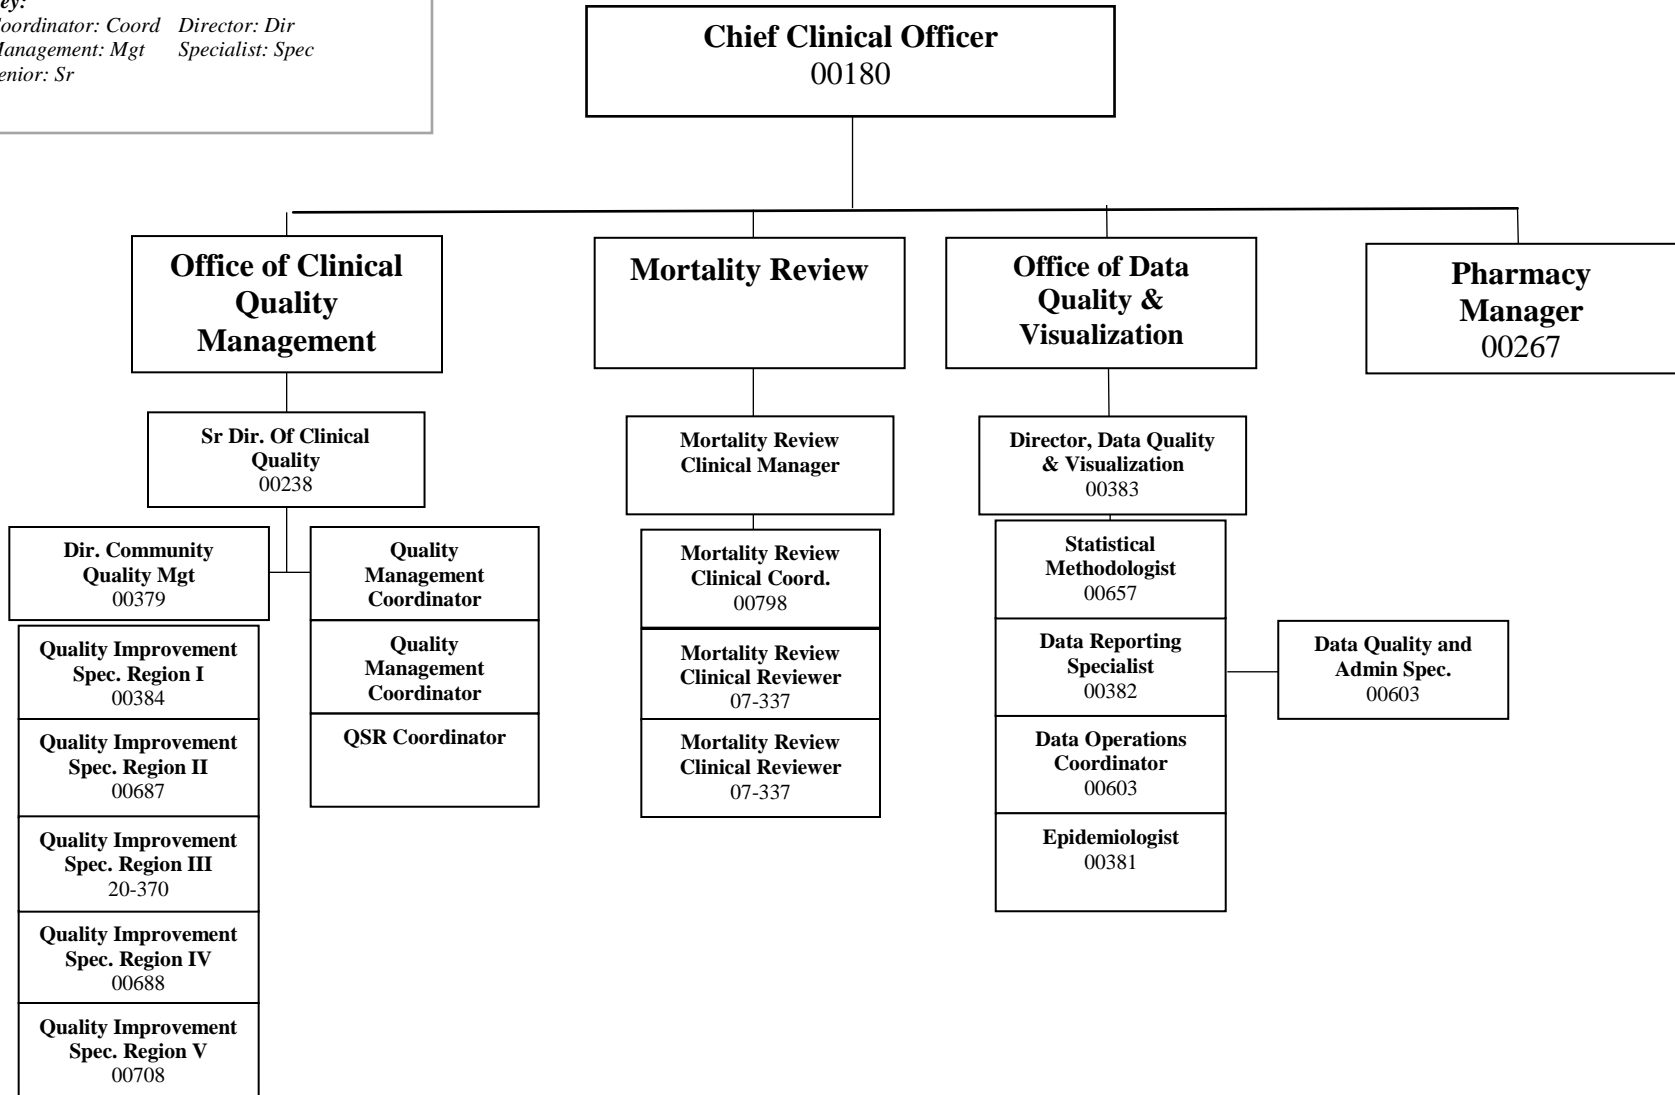 Coord Director: Dir
Mgt Specialist: Spec
Sr
Chief Clinical Officer
00180
Office of Clinical
Quality
Management
Mortality Review
Office of Data
Quality &
Visualization
Pharmacy
Manager
00267
Sr Dir. Of Clinical
Quality
00238
Mortality Review
Clinical Manager
Director, Data Quality
& Visualization
00383
Dir. Community
Quality Mgt
00379
Quality
Management
Coordinator
Quality
Management
Coordinator
QSR Coordinator
Quality Improvement
Spec. Region I
00384
Quality Improvement
Spec. Region II
00687
Quality Improvement
Spec. Region III
20-370
Quality Improvement
Spec. Region IV
00688
Quality Improvement
Spec. Region V
00708
Mortality Review
Clinical Coord.
00798
Mortality Review
Clinical Reviewer
07-337
Mortality Review
Clinical Reviewer
07-337
Statistical
Methodologist
00657
Data Reporting
Specialist
00382
Data Operations
Coordinator
00603
Epidemiologist
00381
Data Quality and
Admin Spec.
00603